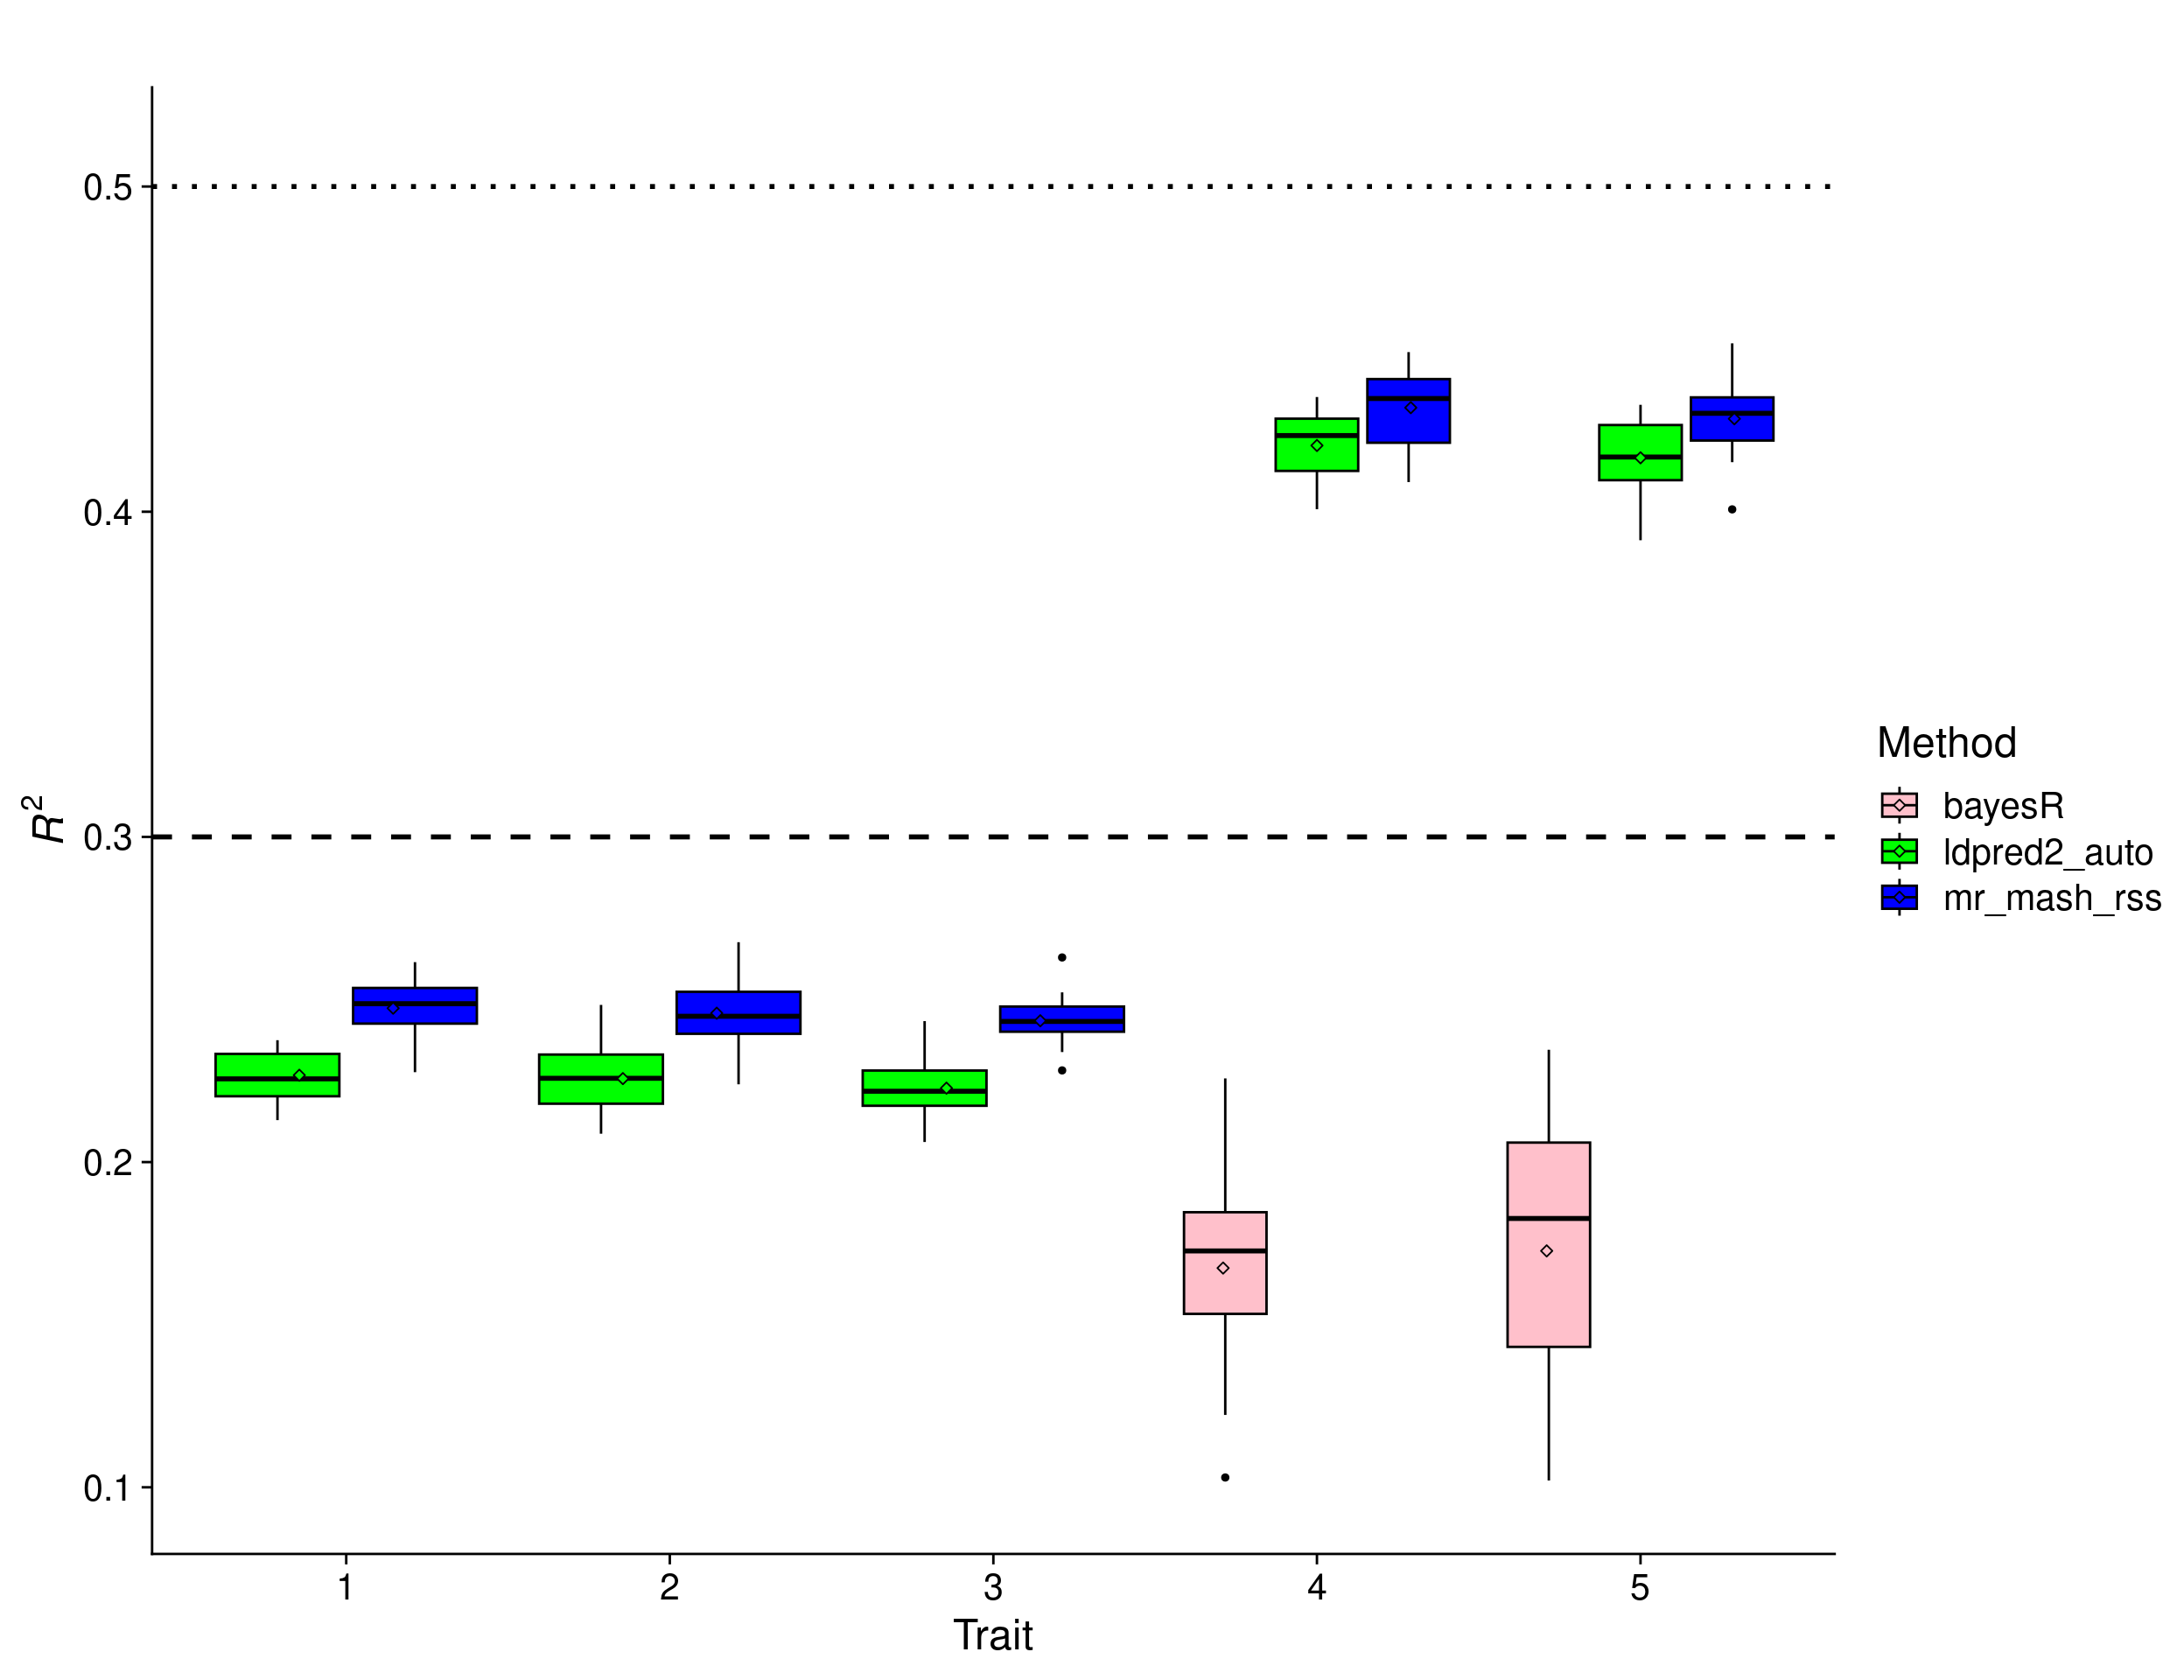 0.5
0.4
0.3
0.2
0.1
R²
1 2 3 4 5
Trait
Method
bayesR
ldpred2_auto
mr_mash_rss